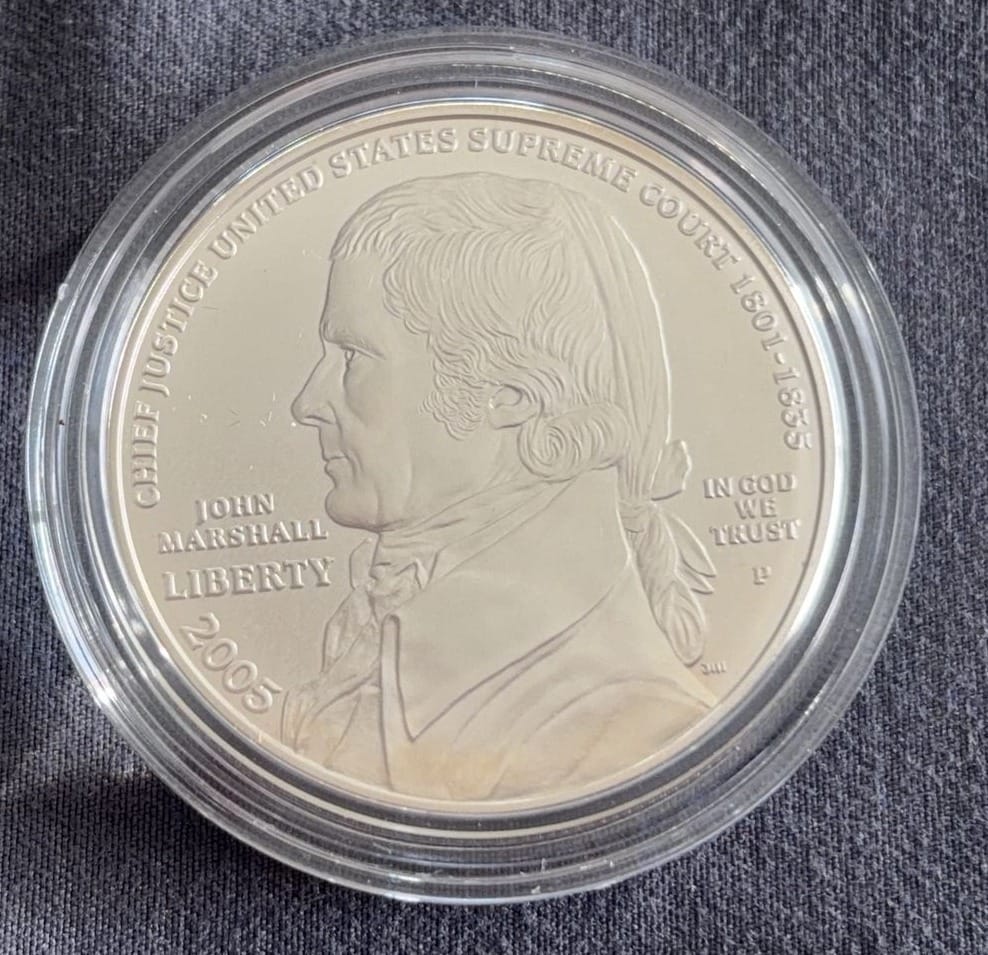 CHIEF JUSTICE UNITED STATES SUPREME COURT 1801-1835
JOHN
MARSHALL
LIBERTY
2005
IN GOD
WE
TRUST
P